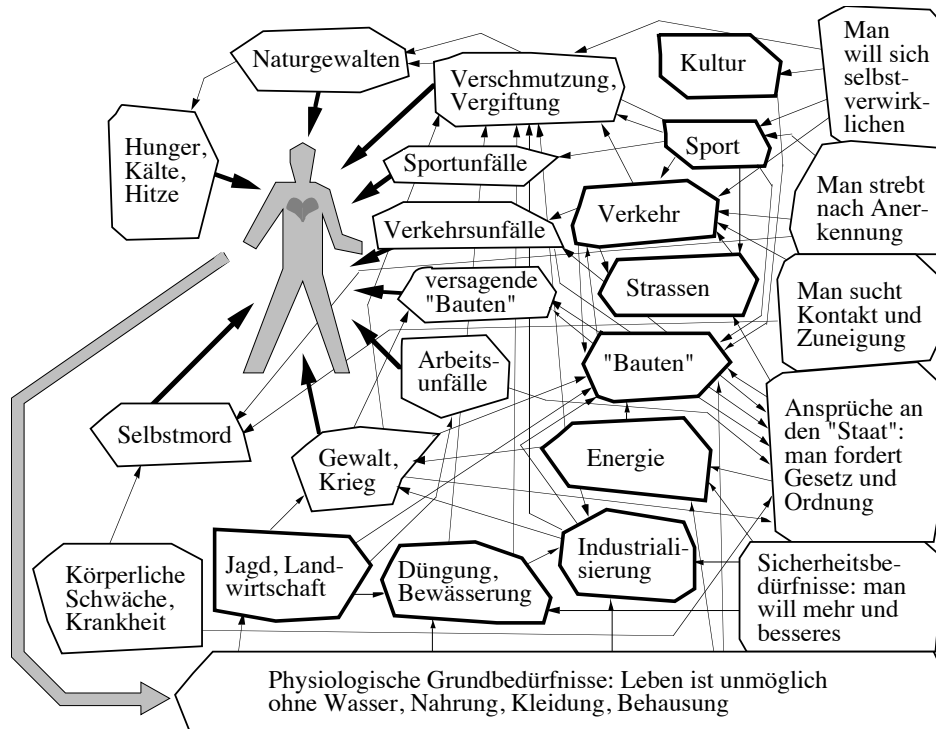 Naturgewalten
Verschmutzung,
Vergiftung
Kultur
Man
will sich
selbst-
verwirk-
lichen
Hunger,
Kälte,
Hitze
Sportunfälle
Sport
Man strebt
nach Aner-
kennung
Verkehrsunfälle
Verkehr
versagende
"Bauten"
Strassen
Man sucht
Kontakt und
Zuneigung
Arbeits-
unfälle
"Bauten"
Selbstmord
Gewalt,
Krieg
Energie
Ansprüche an
den "Staat":
man fordert
Gesetz und
Ordnung
Körperliche
Schwäche,
Krankheit
Jagd, Land-
wirtschaft
Düngung,
Bewässerung
Industriali-
sierung
Sicherheitsbe-
dürfnisse: man
will mehr und
besseres
Physiologische Grundbedürfnisse: Leben ist unmöglich
ohne Wasser, Nahrung, Kleidung, Behausung